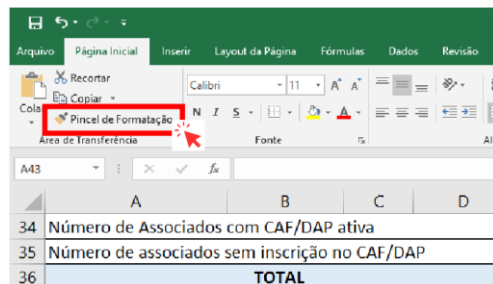 Arquivo Página Inicial Inserir Layout da Página Fórmulas Dados Revisão
Recortar
Calibri 11 A A
Copiar
Cola
Pincel de Formatação
N I S A
Área de Transferência Fonte Al
A43 fx
A B C D
34 Número de Associados com CAF/DAP ativa
35 Número de associados sem inscrição no CAF/DAP
36 TOTAL